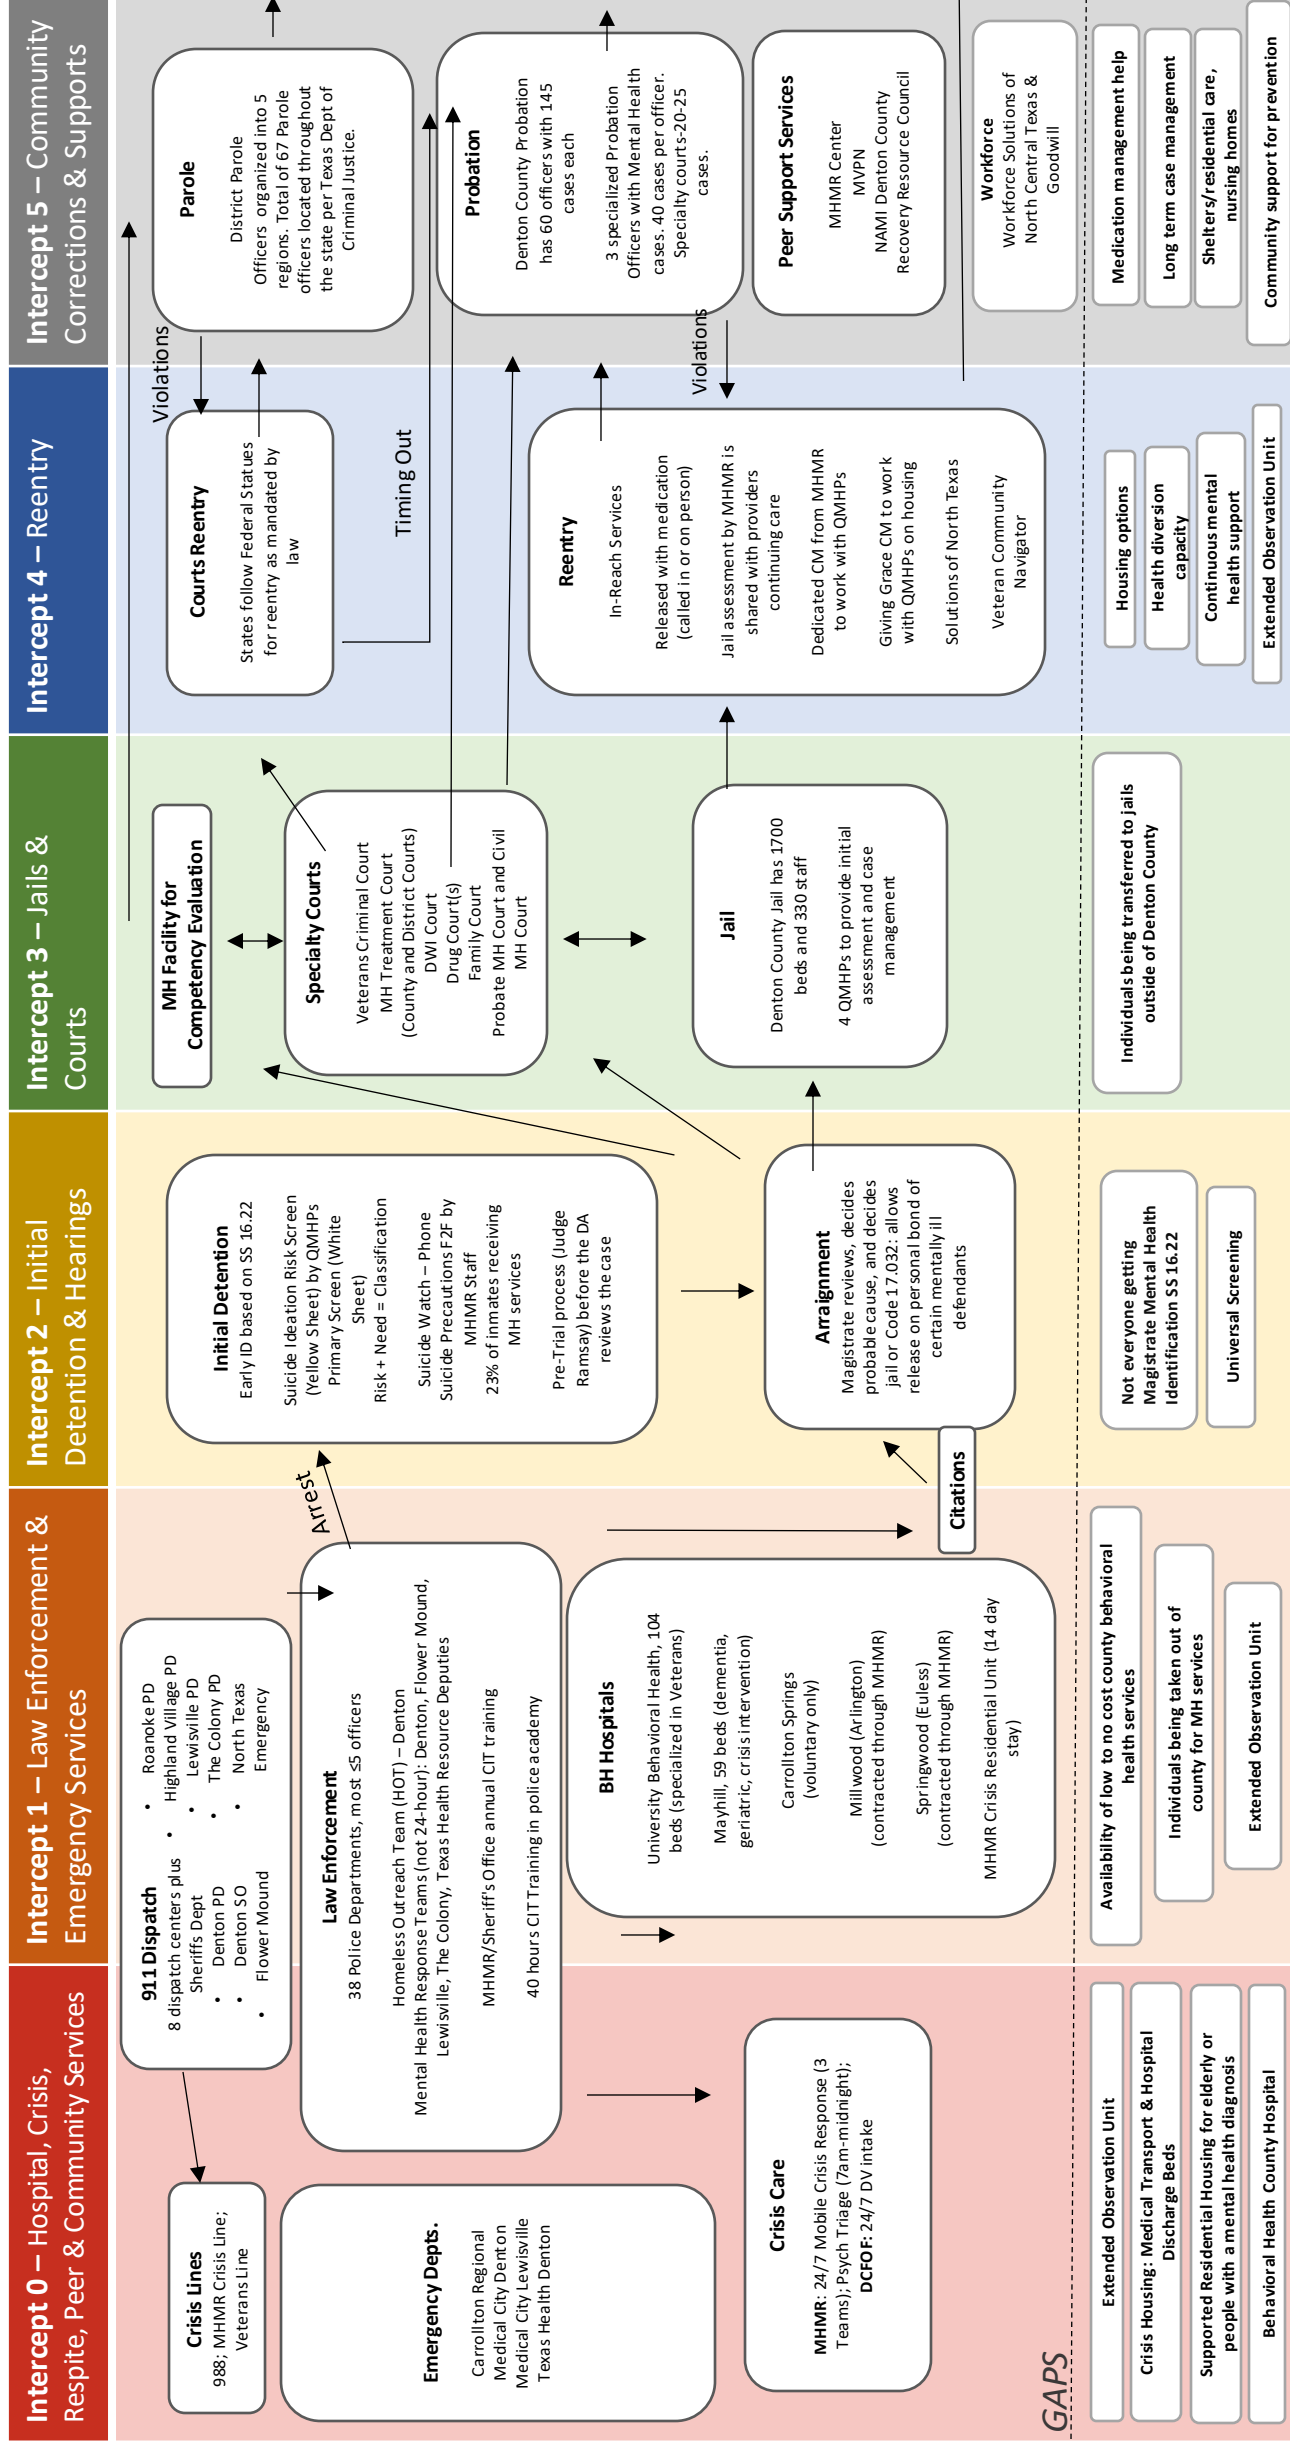 Intercept 0 – Hospital, Crisis,
Respite, Peer & Community Services
Intercept 1 – Law Enforcement &
Emergency Services
Intercept 2 – Initial
Detention & Hearings
Intercept 3 – Jails &
Courts
Intercept 4 – Reentry
Intercept 5 – Community
Corrections & Supports
Crisis Lines
988; MHMR Crisis Line;
Veterans Line
Emergency Depts.
Carrollton Regional
Medical City Denton
Medical City Lewisville
Texas Health Denton
Crisis Care
MHMR: 24/7 Mobile Crisis Response (3
Teams); Psych Triage (7am-midnight);
DCFOF: 24/7 DV intake
911 Dispatch
8 dispatch centers plus
Sheriffs Dept
• Denton PD
• Denton SO
• Flower Mound
• Roanoke PD
• Highland Village PD
• Lewisville PD
• The Colony PD
• North Texas
Emergency
Law Enforcement
38 Police Departments, most ≤5 officers
Homeless Outreach Team (HOT) – Denton
Mental Health Response Teams (not 24-hour): Denton, Flower Mound,
Lewisville, The Colony, Texas Health Resource Deputies
MHMR/Sheriff's Office annual CIT training
40 hours CIT Training in police academy
BH Hospitals
University Behavioral Health, 104
beds (specialized in Veterans)
Mayhill, 59 beds (dementia,
geriatric, crisis intervention)
Carrollton Springs
(voluntary only)
Millwood (Arlington)
(contracted through MHMR)
Springwood (Euless)
(contracted through MHMR)
MHMR Crisis Residential Unit (14 day
stay)
Arrest
Citations
Initial Detention
Early ID based on SS 16.22
Suicide Ideation Risk Screen
(Yellow Sheet) by QMHPs
Primary Screen (White
Sheet)
Risk + Need = Classification
Suicide Watch – Phone
Suicide Precautions F2F by
MHMR Staff
23% of inmates receiving
MH services
Pre-Trial process (Judge
Ramsay) before the DA
reviews the case
Arraignment
Magistrate reviews, decides
probable cause, and decides
jail or Code 17.032: allows
release on personal bond of
certain mentally ill
defendants
MH Facility for
Competency Evaluation
Specialty Courts
Veterans Criminal Court
MH Treatment Court
(County and District Courts)
DWI Court
Drug Court(s)
Family Court
Probate MH Court and Civil
MH Court
Jail
Denton County Jail has 1700
beds and 330 staff
4 QMHPs to provide initial
assessment and case
management
Courts Reentry
States follow Federal Statues
for reentry as mandated by
law
Timing Out
Reentry
In-Reach Services
Released with medication
(called in or on person)
Jail assessment by MHMR is
shared with providers
continuing care
Dedicated CM from MHMR
to work with QMHPs
Giving Grace CM to work
with QMHPs on housing
Solutions of North Texas
Veteran Community
Navigator
Violations
Violations
Parole
District Parole
Officers organized into 5
regions. Total of 67 Parole
officers located throughout
the state per Texas Dept of
Criminal Justice.
Probation
Denton County Probation
has 60 officers with 145
cases each
3 specialized Probation
Officers with Mental Health
cases. 40 cases per officer.
Specialty courts-20-25
cases.
Peer Support Services
MHMR Center
MVPN
NAMI Denton County
Recovery Resource Council
Workforce
Workforce Solutions of
North Central Texas &
Goodwill
GAPS
Extended Observation Unit
Crisis Housing: Medical Transport & Hospital
Discharge Beds
Supported Residential Housing for elderly or
people with a mental health diagnosis
Behavioral Health County Hospital
Availability of low to no cost county behavioral
health services
Individuals being taken out of
county for MH services
Extended Observation Unit
Not everyone getting
Magistrate Mental Health
Identification SS 16.22
Universal Screening
Individuals being transferred to jails
outside of Denton County
Housing options
Health diversion
capacity
Continuous mental
health support
Extended Observation Unit
Medication management help
Long term case management
Shelters/residential care,
nursing homes
Community support for prevention